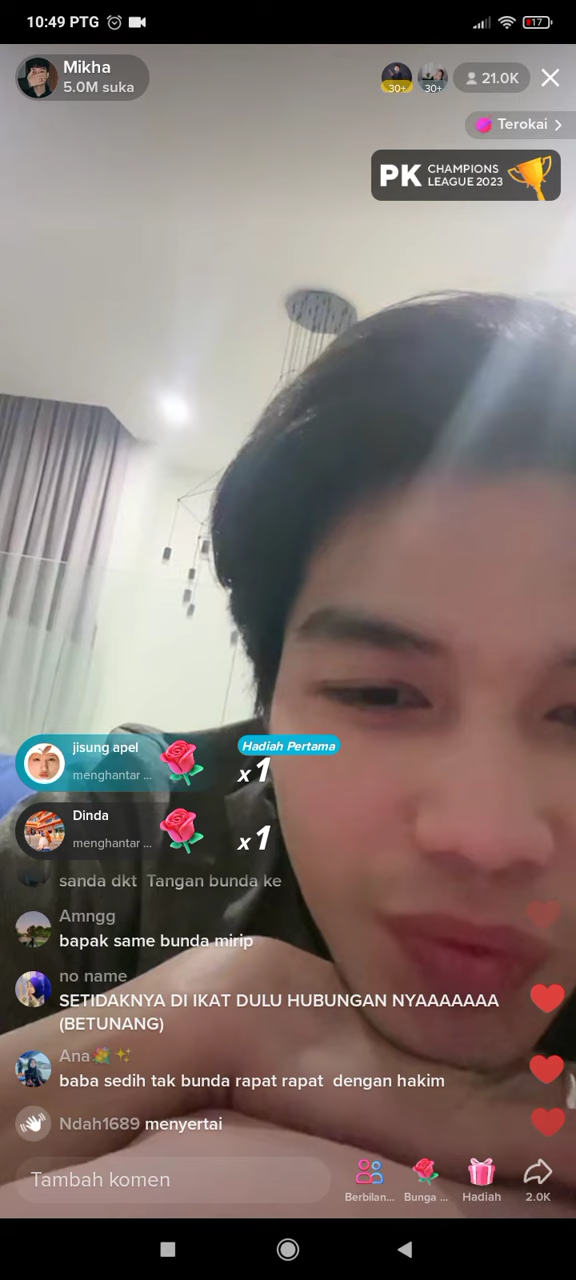 10:49 PTG
17
Mikha
5.0M suka
30+
30+
21.0K
Terokai
PK CHAMPIONS
LEAGUE 2023
jisung apel
menghantar ...
Hadiah Pertama
x1
Dinda
menghantar ...
x1
sanda dkt Tangan bunda ke
Amngg
bapak same bunda mirip
no name
SETIDAKNYA DI IKAT DULU HUBUNGAN NYAAAAAAA
(BETUNANG)
Ana
baba sedih tak bunda rapat rapat dengan hakim
Ndah1689 menyertai
Tambah komen
Berbilan...
Bunga ...
Hadiah
2.0K